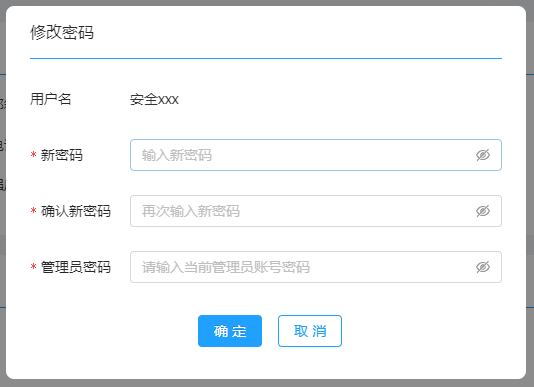 修改密码
用户名 安全xxx
* 新密码 输入新密码
* 确认新密码 再次输入新密码
* 管理员密码 请输入当前管理员账号密码
确 定 取 消